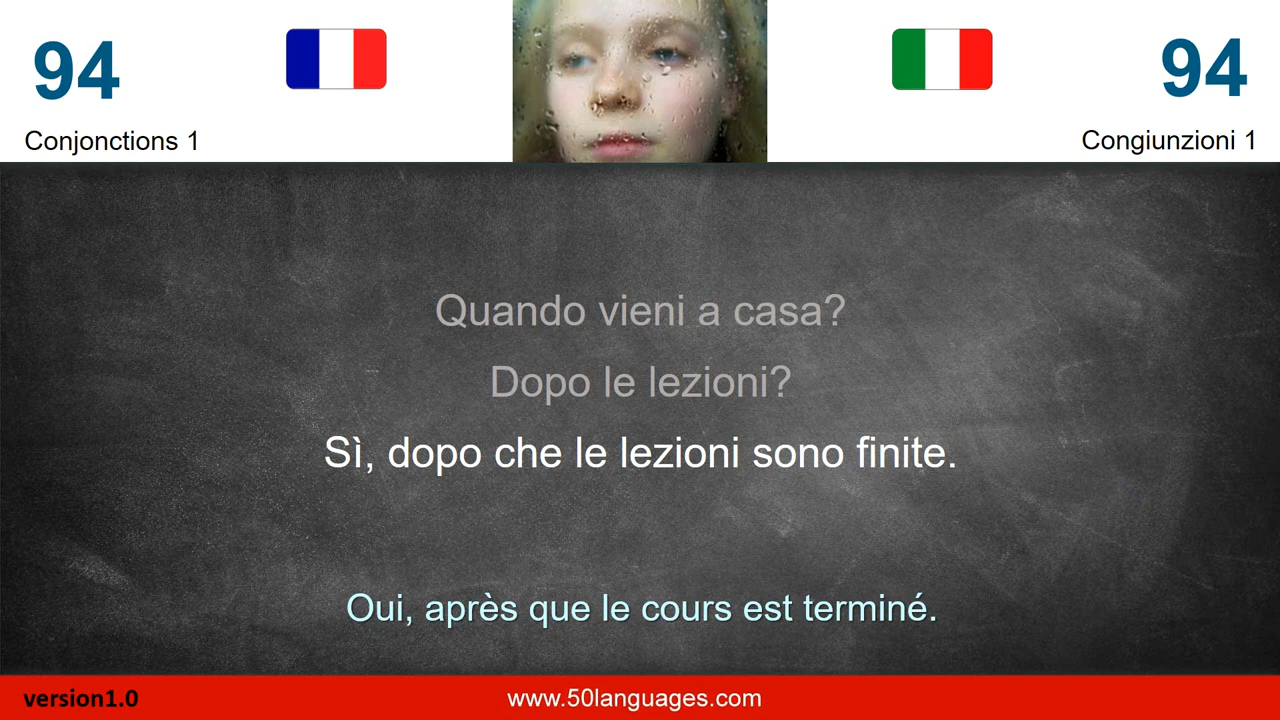 94
94
Conjonctions 1
Congiunzioni 1
Quando vieni a casa?
Dopo le lezioni?
Sì, dopo che le lezioni sono finite.
Oui, après que le cours est terminé.
version1.0
www.50languages.com